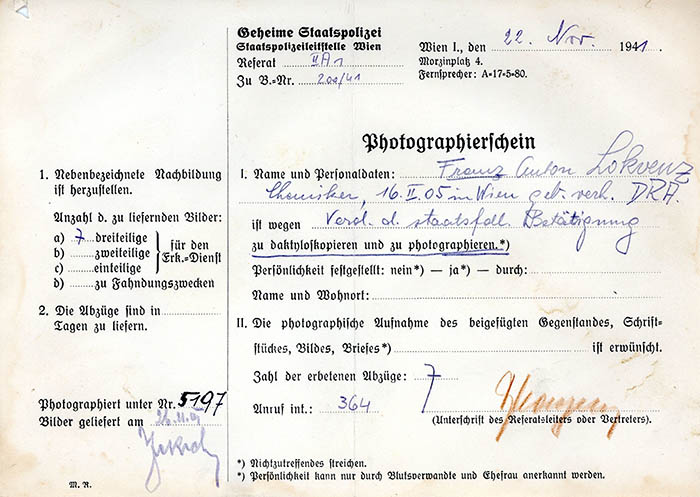 Geheime Staatspolizei
Staatspolizeileitstelle Wien
Referat II A 1
Zu B.-Nr. 200/41
Wien I., den 22. Nov. 1941.
Morzinplatz 4.
Fernsprecher: A-17-5-80.
Photographierschein
1. Nebenbezeichnete Nachbildung
ist herzustellen.
Anzahl d. zu liefernden Bilder:
a) 7 dreiteilige
b) zweiteilige
c) einteilige
für den
Erk.-Dienst
d) zu Fahndungszwecken
2. Die Abzüge sind in
Tagen zu liefern.
Photographiert unter Nr. 5197
Bilder geliefert am
M. R.
I. Name und Personaldaten: Franz Anton Lokvenz
Chemiker, 16. II. 05 in Wien geb. verh. DRA.
ist wegen Verd. d. staatsfdl. Betätigung
zu daktyloskopieren und zu photographieren.*)
Persönlichkeit festgestellt: nein*) — ja*) — durch:
Name und Wohnort:
II. Die photographische Aufnahme des beigefügten Gegenstandes, Schrift-
stückes, Bildes, Briefes*) ist erwünscht.
Zahl der erbetenen Abzüge: 7
Anruf int.: 364
(Unterschrift des Referatsleiters oder Vertreters).
*) Nichtzutreffendes streichen.
*) Persönlichkeit kann nur durch Blutsverwandte und Ehefrau anerkannt werden.